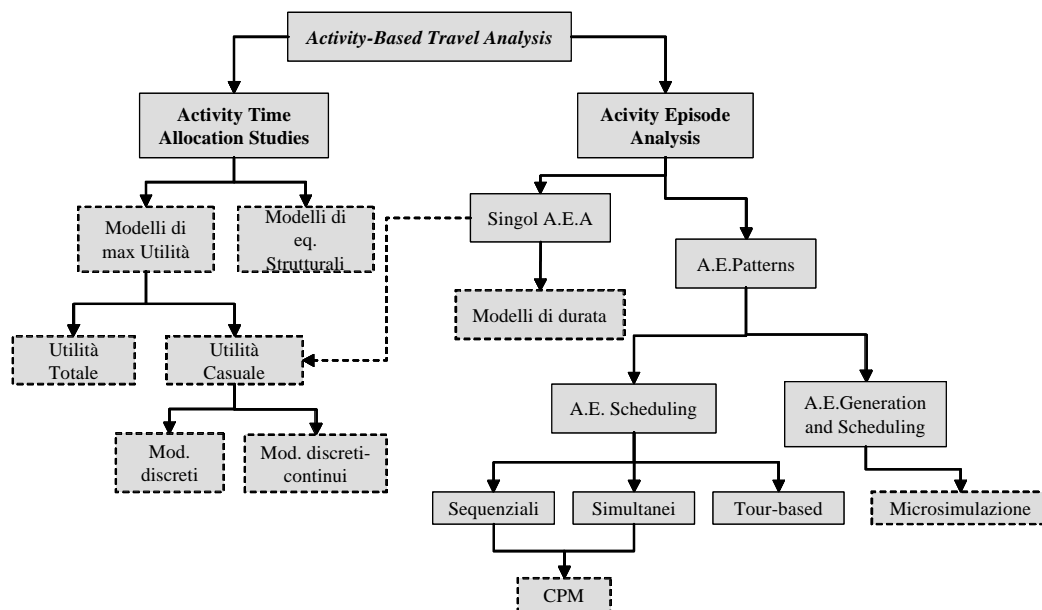 Activity-Based Travel Analysis
Activity Time
Allocation Studies
Acivity Episode
Analysis
Modelli di
max Utilità
Modelli di
eq.
Strutturali
Singol A.E.A
A.E.Patterns
Modelli di durata
Utilità
Totale
Utilità
Casuale
A.E. Scheduling
A.E.Generation
and Scheduling
Mod.
discreti
Mod. discreti-
continui
Sequenziali
Simultanei
Tour-based
Microsimulazione
CPM